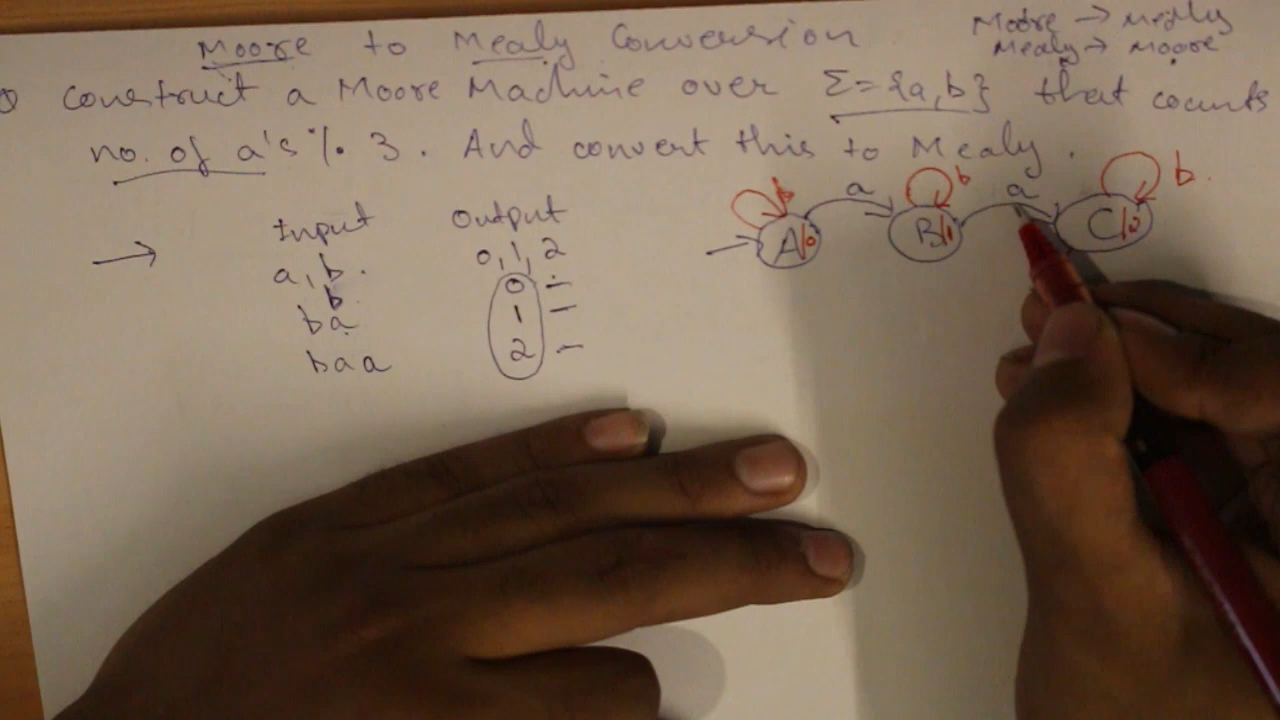 Moore to Mealy Conversion
Moore → Mealy
Mealy → Moore
Q construct a Moore Machine over Σ={a,b} that counts
no. of a's % 3. And convert this to Mealy.
Input Output
a,b. 0,1,2
b 0 -
ba 1 -
baa 2 -
b a b a b.
A/0 B/1 C/2